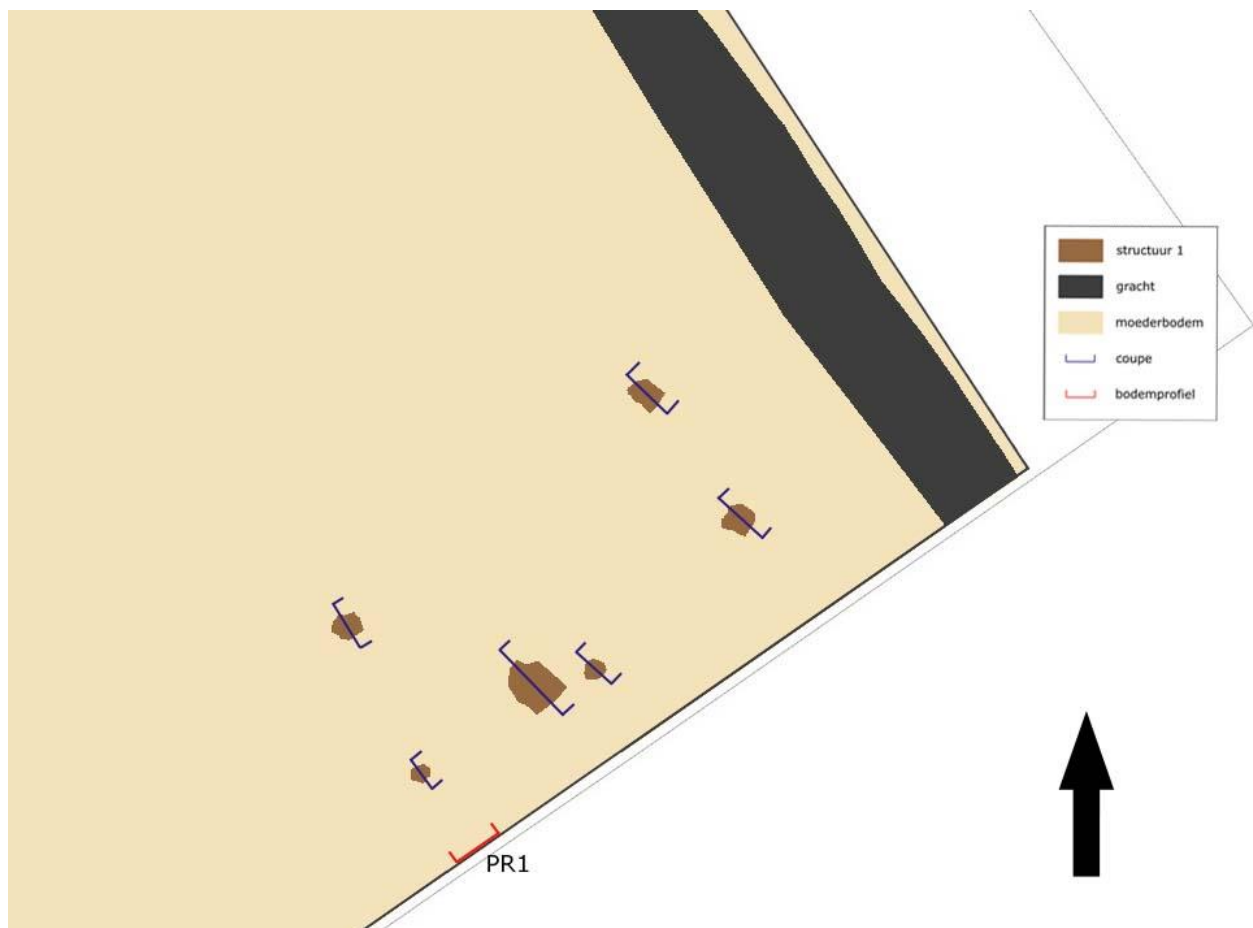 structuur 1
gracht
moederbodem
coupe
bodemprofiel
PR1